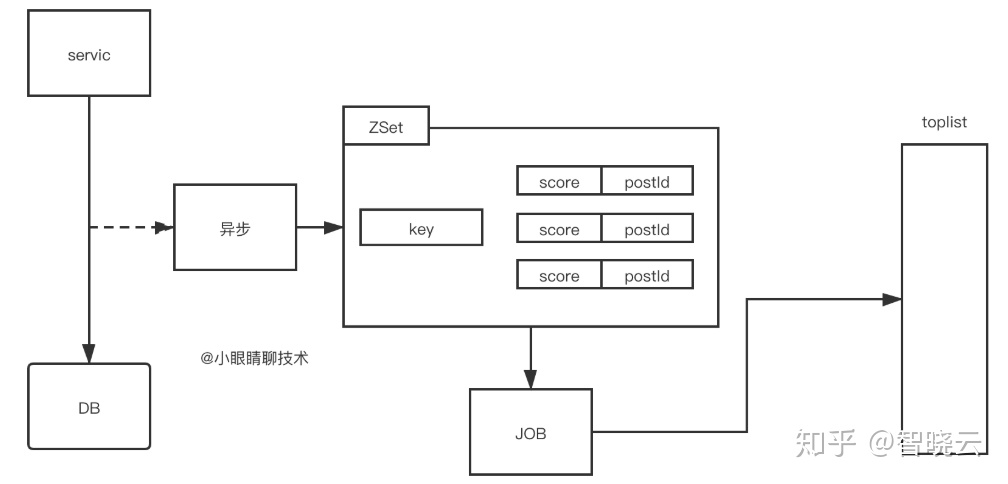 servic
ZSet
toplist
score postId
异步
key
score postId
score postId
@小眼睛聊技术
DB
JOB
知乎 @智晓云